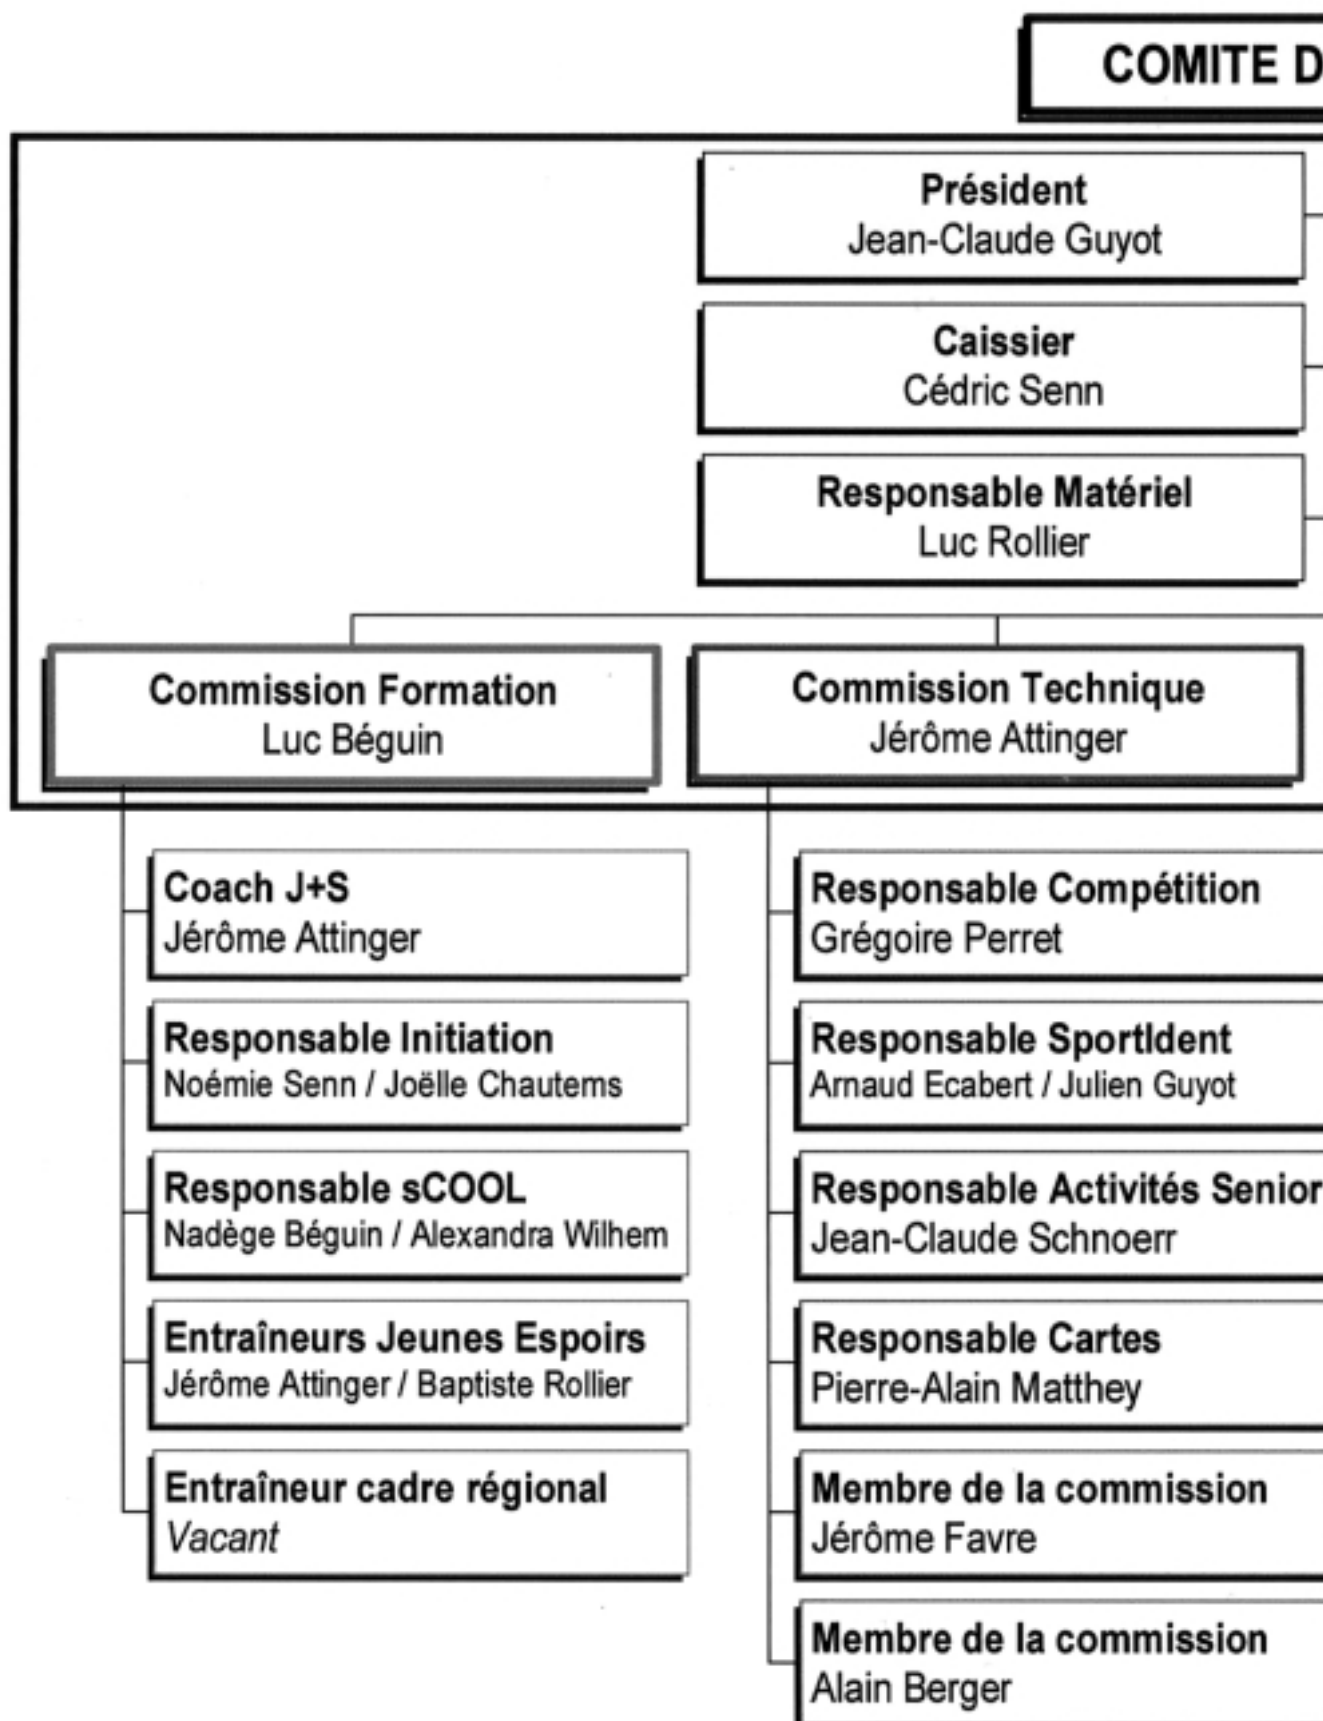 COMITE D
Président
Jean-Claude Guyot
Caissier
Cédric Senn
Responsable Matériel
Luc Rollier
Commission Formation
Luc Béguin
Commission Technique
Jérôme Attinger
Coach J+S
Jérôme Attinger
Responsable Initiation
Noémie Senn / Joëlle Chautems
Responsable sCOOL
Nadège Béguin / Alexandra Wilhem
Entraîneurs Jeunes Espoirs
Jérôme Attinger / Baptiste Rollier
Entraîneur cadre régional
Vacant
Responsable Compétition
Grégoire Perret
Responsable SportIdent
Arnaud Ecabert / Julien Guyot
Responsable Activités Senior
Jean-Claude Schnoerr
Responsable Cartes
Pierre-Alain Matthey
Membre de la commission
Jérôme Favre
Membre de la commission
Alain Berger